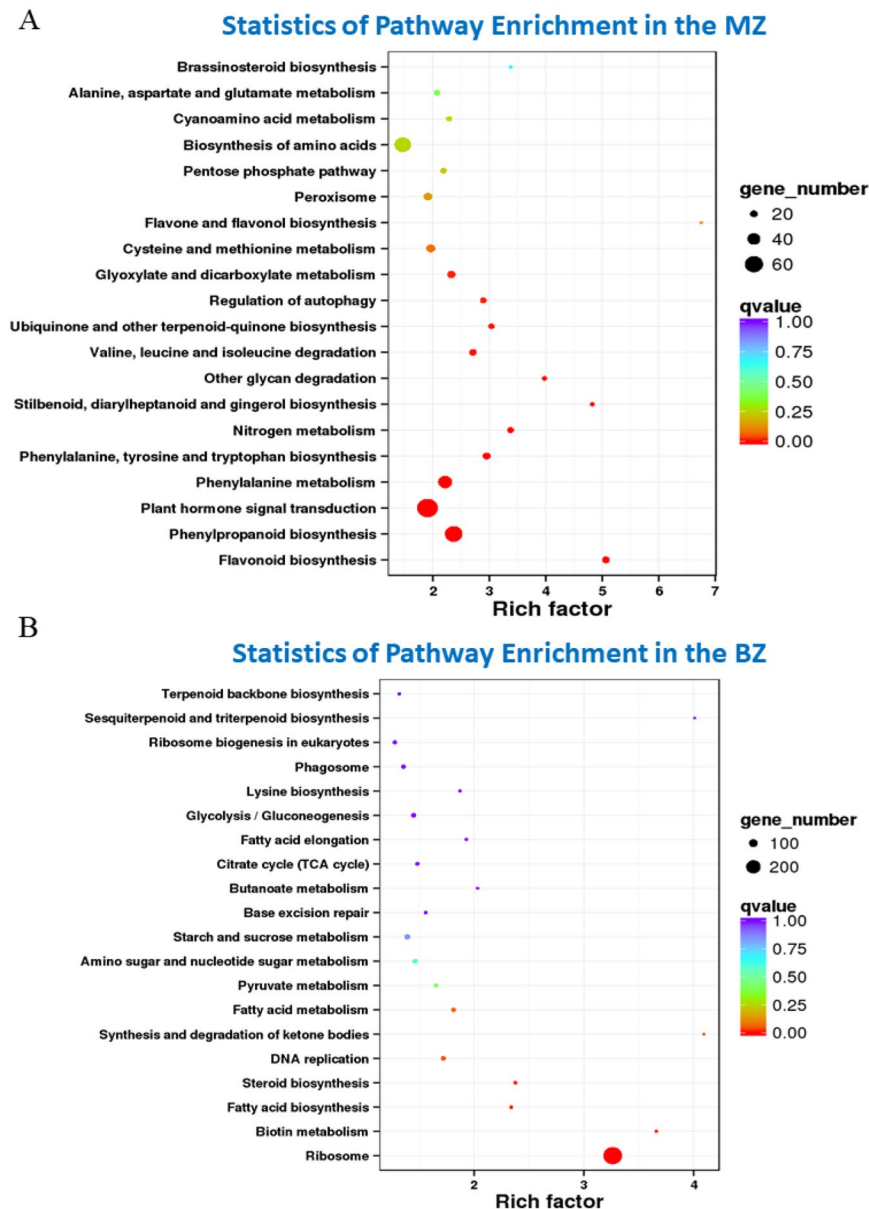 A
Statistics of Pathway Enrichment in the MZ
Brassinosteroid biosynthesis
Alanine, aspartate and glutamate metabolism
Cyanoamino acid metabolism
Biosynthesis of amino acids
Pentose phosphate pathway
Peroxisome
Flavone and flavonol biosynthesis
Cysteine and methionine metabolism
Glyoxylate and dicarboxylate metabolism
Regulation of autophagy
Ubiquinone and other terpenoid-quinone biosynthesis
Valine, leucine and isoleucine degradation
Other glycan degradation
Stilbenoid, diarylheptanoid and gingerol biosynthesis
Nitrogen metabolism
Phenylalanine, tyrosine and tryptophan biosynthesis
Phenylalanine metabolism
Plant hormone signal transduction
Phenylpropanoid biosynthesis
Flavonoid biosynthesis
2 3 4 5 6 7
Rich factor
gene_number
20
40
60
qvalue
1.00
0.75
0.50
0.25
0.00
B
Statistics of Pathway Enrichment in the BZ
Terpenoid backbone biosynthesis
Sesquiterpenoid and triterpenoid biosynthesis
Ribosome biogenesis in eukaryotes
Phagosome
Lysine biosynthesis
Glycolysis / Gluconeogenesis
Fatty acid elongation
Citrate cycle (TCA cycle)
Butanoate metabolism
Base excision repair
Starch and sucrose metabolism
Amino sugar and nucleotide sugar metabolism
Pyruvate metabolism
Fatty acid metabolism
Synthesis and degradation of ketone bodies
DNA replication
Steroid biosynthesis
Fatty acid biosynthesis
Biotin metabolism
Ribosome
2 3 4
Rich factor
gene_number
100
200
qvalue
1.00
0.75
0.50
0.25
0.00